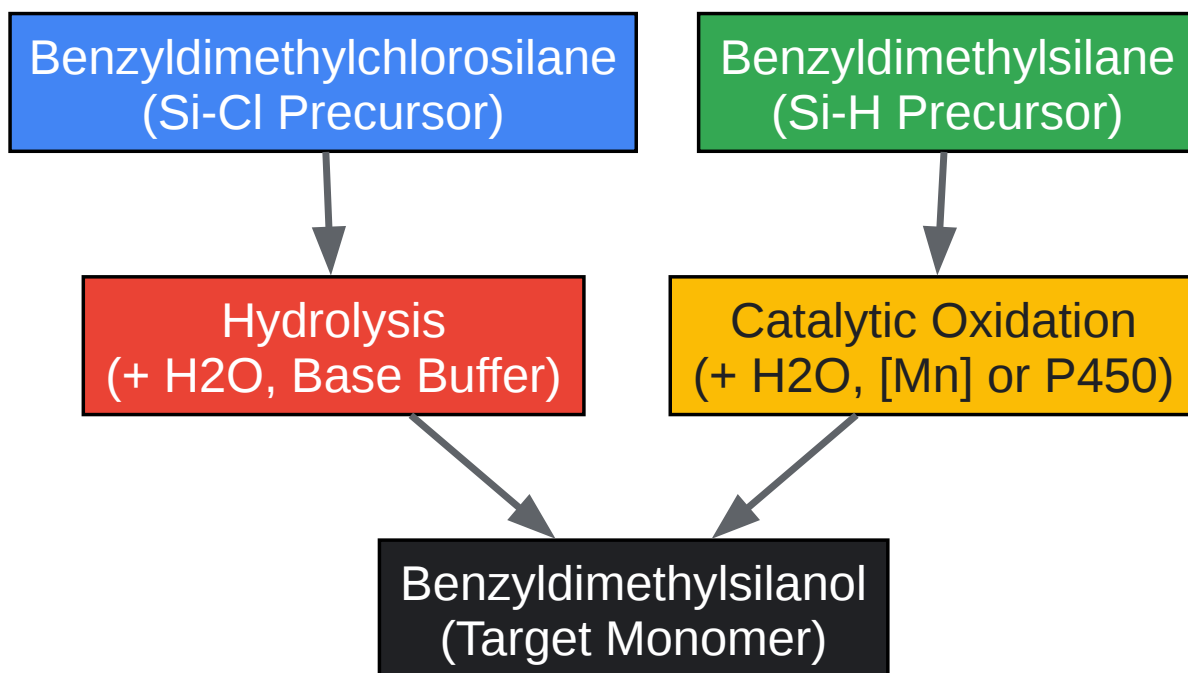 Benzyldimethylchlorosilane
(Si-Cl Precursor)
Benzyldimethylsilane
(Si-H Precursor)
Hydrolysis
(+ H2O, Base Buffer)
Catalytic Oxidation
(+ H2O, [Mn] or P450)
Benzyldimethylsilanol
(Target Monomer)